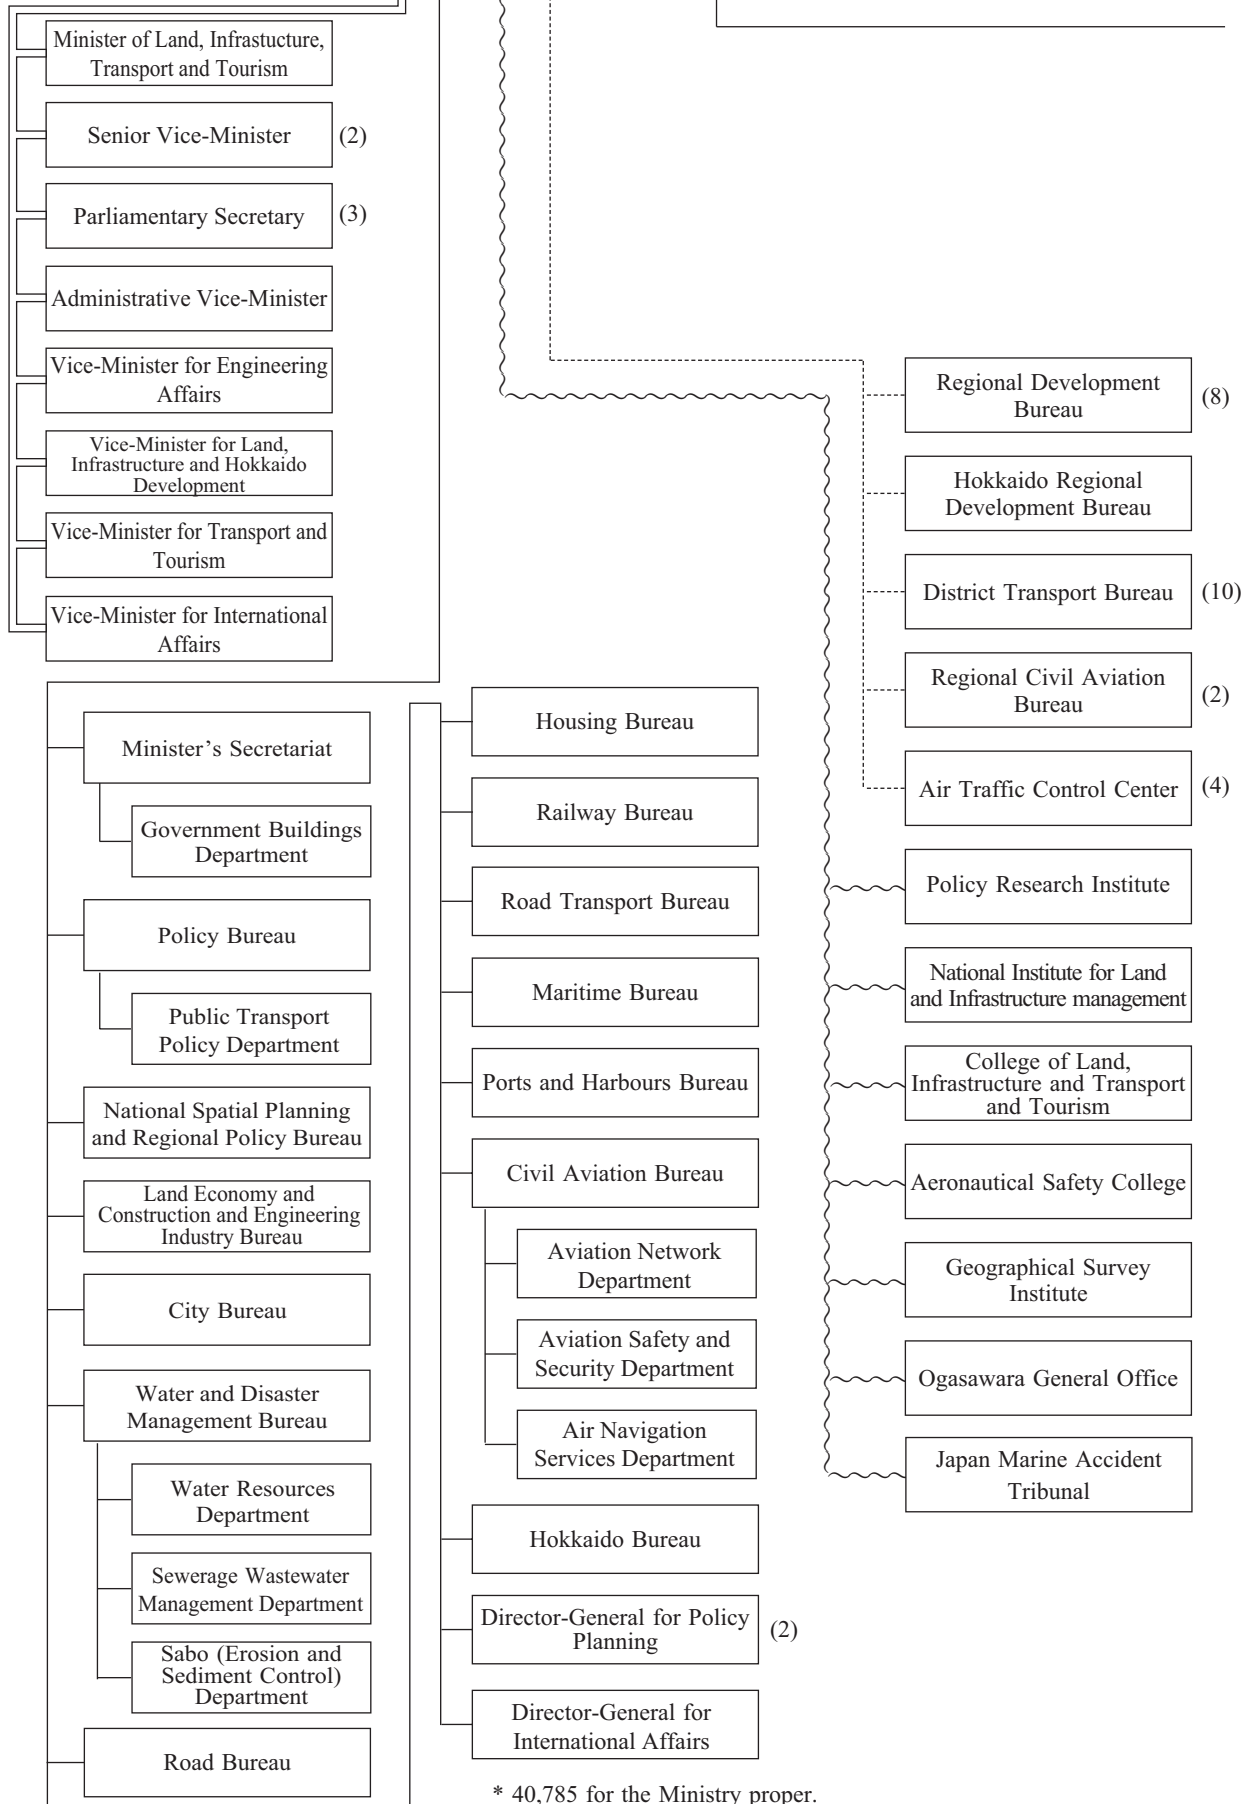 Minister of Land, Infrastucture,
Transport and Tourism
Senior Vice-Minister (2)
Parliamentary Secretary (3)
Administrative Vice-Minister
Vice-Minister for Engineering
Affairs
Vice-Minister for Land,
Infrastructure and Hokkaido
Development
Vice-Minister for Transport and
Tourism
Vice-Minister for International
Affairs
Minister's Secretariat
Government Buildings
Department
Policy Bureau
Public Transport
Policy Department
National Spatial Planning
and Regional Policy Bureau
Land Economy and
Construction and Engineering
Industry Bureau
City Bureau
Water and Disaster
Management Bureau
Water Resources
Department
Sewerage Wastewater
Management Department
Sabo (Erosion and
Sediment Control)
Department
Road Bureau
Housing Bureau
Railway Bureau
Road Transport Bureau
Maritime Bureau
Ports and Harbours Bureau
Civil Aviation Bureau
Aviation Network
Department
Aviation Safety and
Security Department
Air Navigation
Services Department
Hokkaido Bureau
Director-General for Policy
Planning (2)
Director-General for
International Affairs
Regional Development
Bureau (8)
Hokkaido Regional
Development Bureau
District Transport Bureau (10)
Regional Civil Aviation
Bureau (2)
Air Traffic Control Center (4)
Policy Research Institute
National Institute for Land
and Infrastructure management
College of Land,
Infrastructure and Transport
and Tourism
Aeronautical Safety College
Geographical Survey
Institute
Ogasawara General Office
Japan Marine Accident
Tribunal
* 40,785 for the Ministry proper.